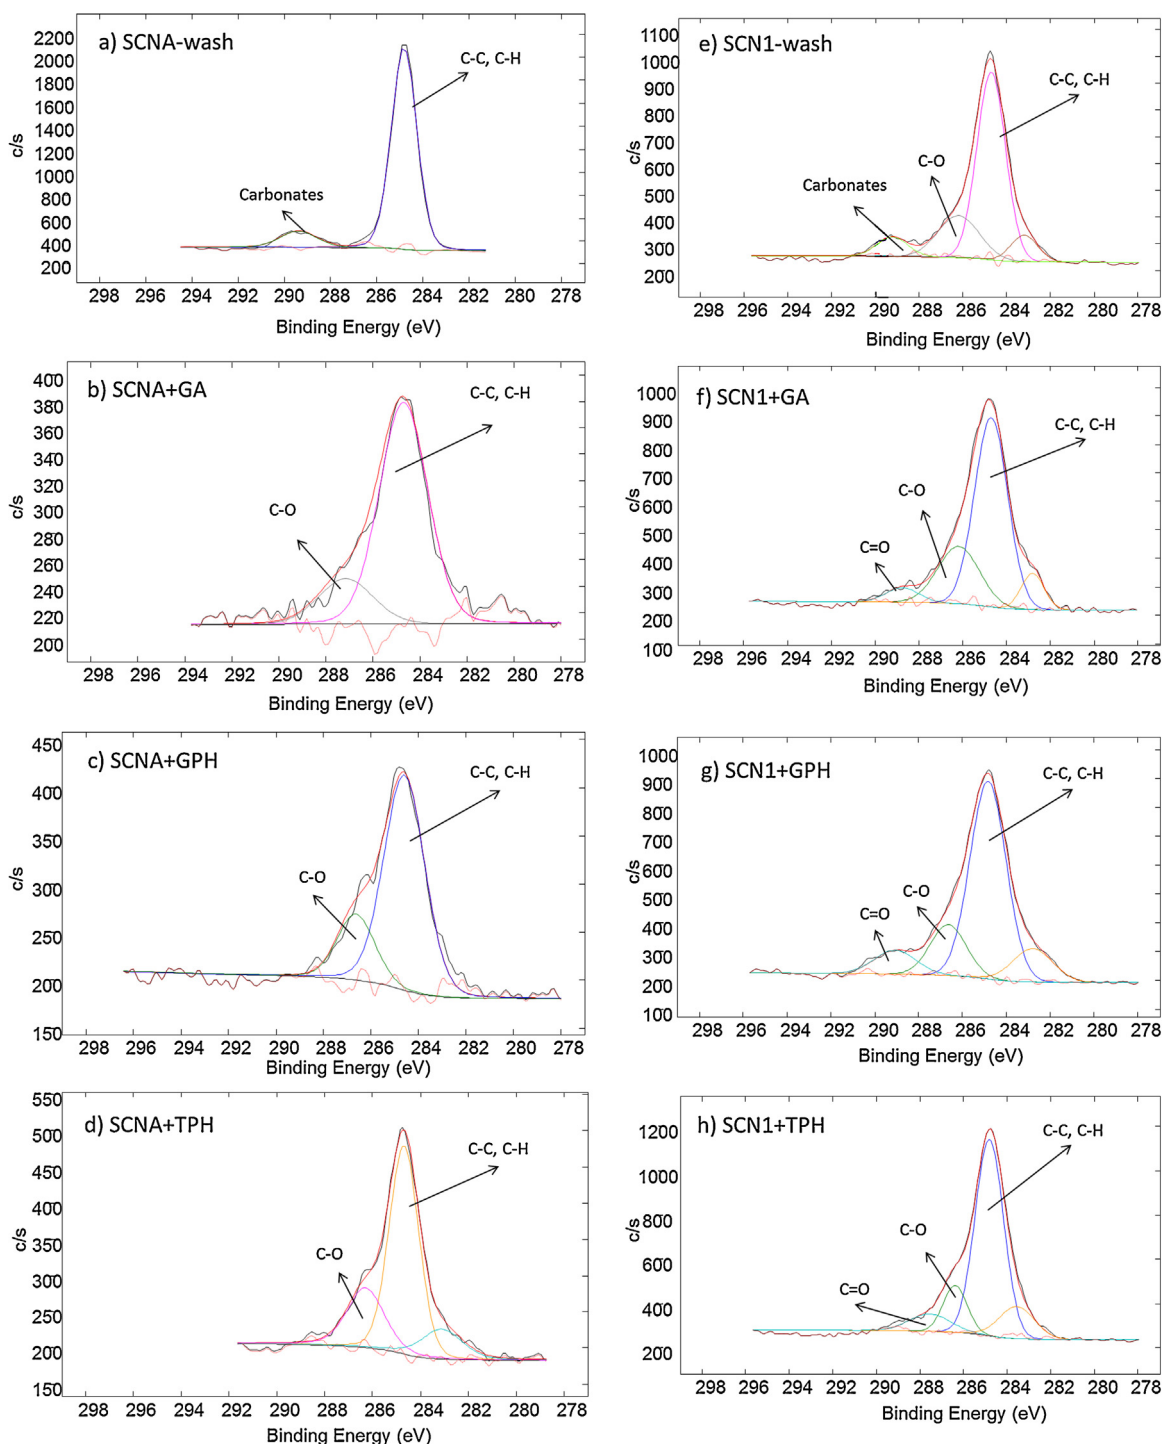 a) SCNA-wash
2200
2000
1800
1600
1400
1200
1000
800
600
400
200
c/s
C-C, C-H
Carbonates
298 296 294 292 290 288 286 284 282 280 278
Binding Energy (eV)
e) SCN1-wash
1100
1000
900
800
700
600
500
400
300
200
c/s
C-C, C-H
C-O
Carbonates
298 296 294 292 290 288 286 284 282 280 278
Binding Energy (eV)
b) SCNA+GA
400
380
360
340
320
300
280
260
240
220
200
c/s
C-C, C-H
C-O
298 296 294 292 290 288 286 284 282 280 278
Binding Energy (eV)
f) SCN1+GA
1000
900
800
700
600
500
400
300
200
100
c/s
C-C, C-H
C-O
C=O
298 296 294 292 290 288 286 284 282 280 278
Binding Energy (eV)
c) SCNA+GPH
450
400
350
300
250
200
150
c/s
C-C, C-H
C-O
298 296 294 292 290 288 286 284 282 280 278
Binding Energy (eV)
g) SCN1+GPH
1000
900
800
700
600
500
400
300
200
100
c/s
C-C, C-H
C-O
C=O
298 296 294 292 290 288 286 284 282 280 278
Binding Energy (eV)
d) SCNA+TPH
550
500
450
400
350
300
250
200
150
c/s
C-C, C-H
C-O
298 296 294 292 290 288 286 284 282 280 278
Binding Energy (eV)
h) SCN1+TPH
1200
1000
800
600
400
200
c/s
C-C, C-H
C-O
C=O
298 296 294 292 290 288 286 284 282 280 278
Binding Energy (eV)